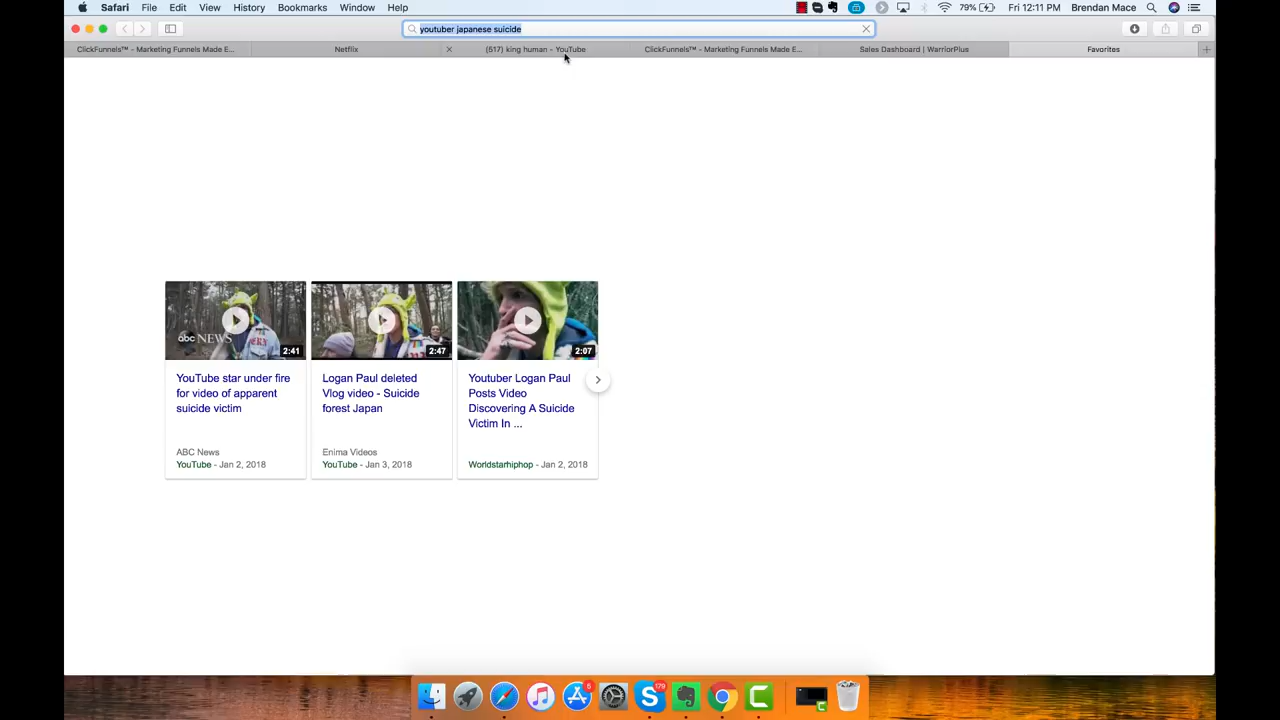 Safari File Edit View History Bookmarks Window Help 79% Fri 12:11 PM Brendan Mace
youtuber japanese suicide
ClickFunnels™ - Marketing Funnels Made E... Netflix (517) king human - YouTube ClickFunnels™ - Marketing Funnels Made E... Sales Dashboard | WarriorPlus Favorites
abc NEWS
2:41
2:47
2:07
YouTube star under fire
for video of apparent
suicide victim
ABC News
YouTube - Jan 2, 2018
Logan Paul deleted
Vlog video - Suicide
forest Japan
Enima Videos
YouTube - Jan 3, 2018
Youtuber Logan Paul
Posts Video
Discovering A Suicide
Victim In ...
Worldstarhiphop - Jan 2, 2018
5
179